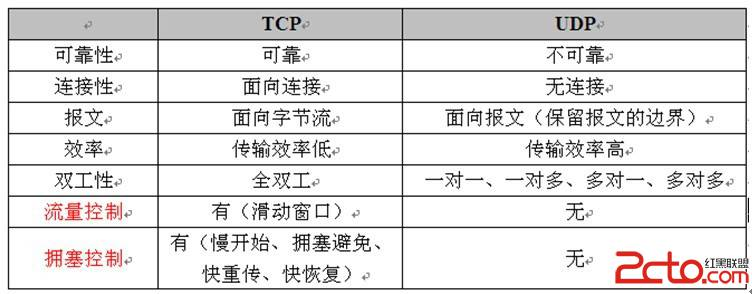 TCP UDP
可靠性 可靠 不可靠
连接性 面向连接 无连接
报文 面向字节流 面向报文（保留报文的边界）
效率 传输效率低 传输效率高
双工性 全双工 一对一、一对多、多对一、多对多
流量控制 有（滑动窗口） 无
拥塞控制 有（慢开始、拥塞避免、 无
快重传、快恢复）
2cto.com
红黑联盟